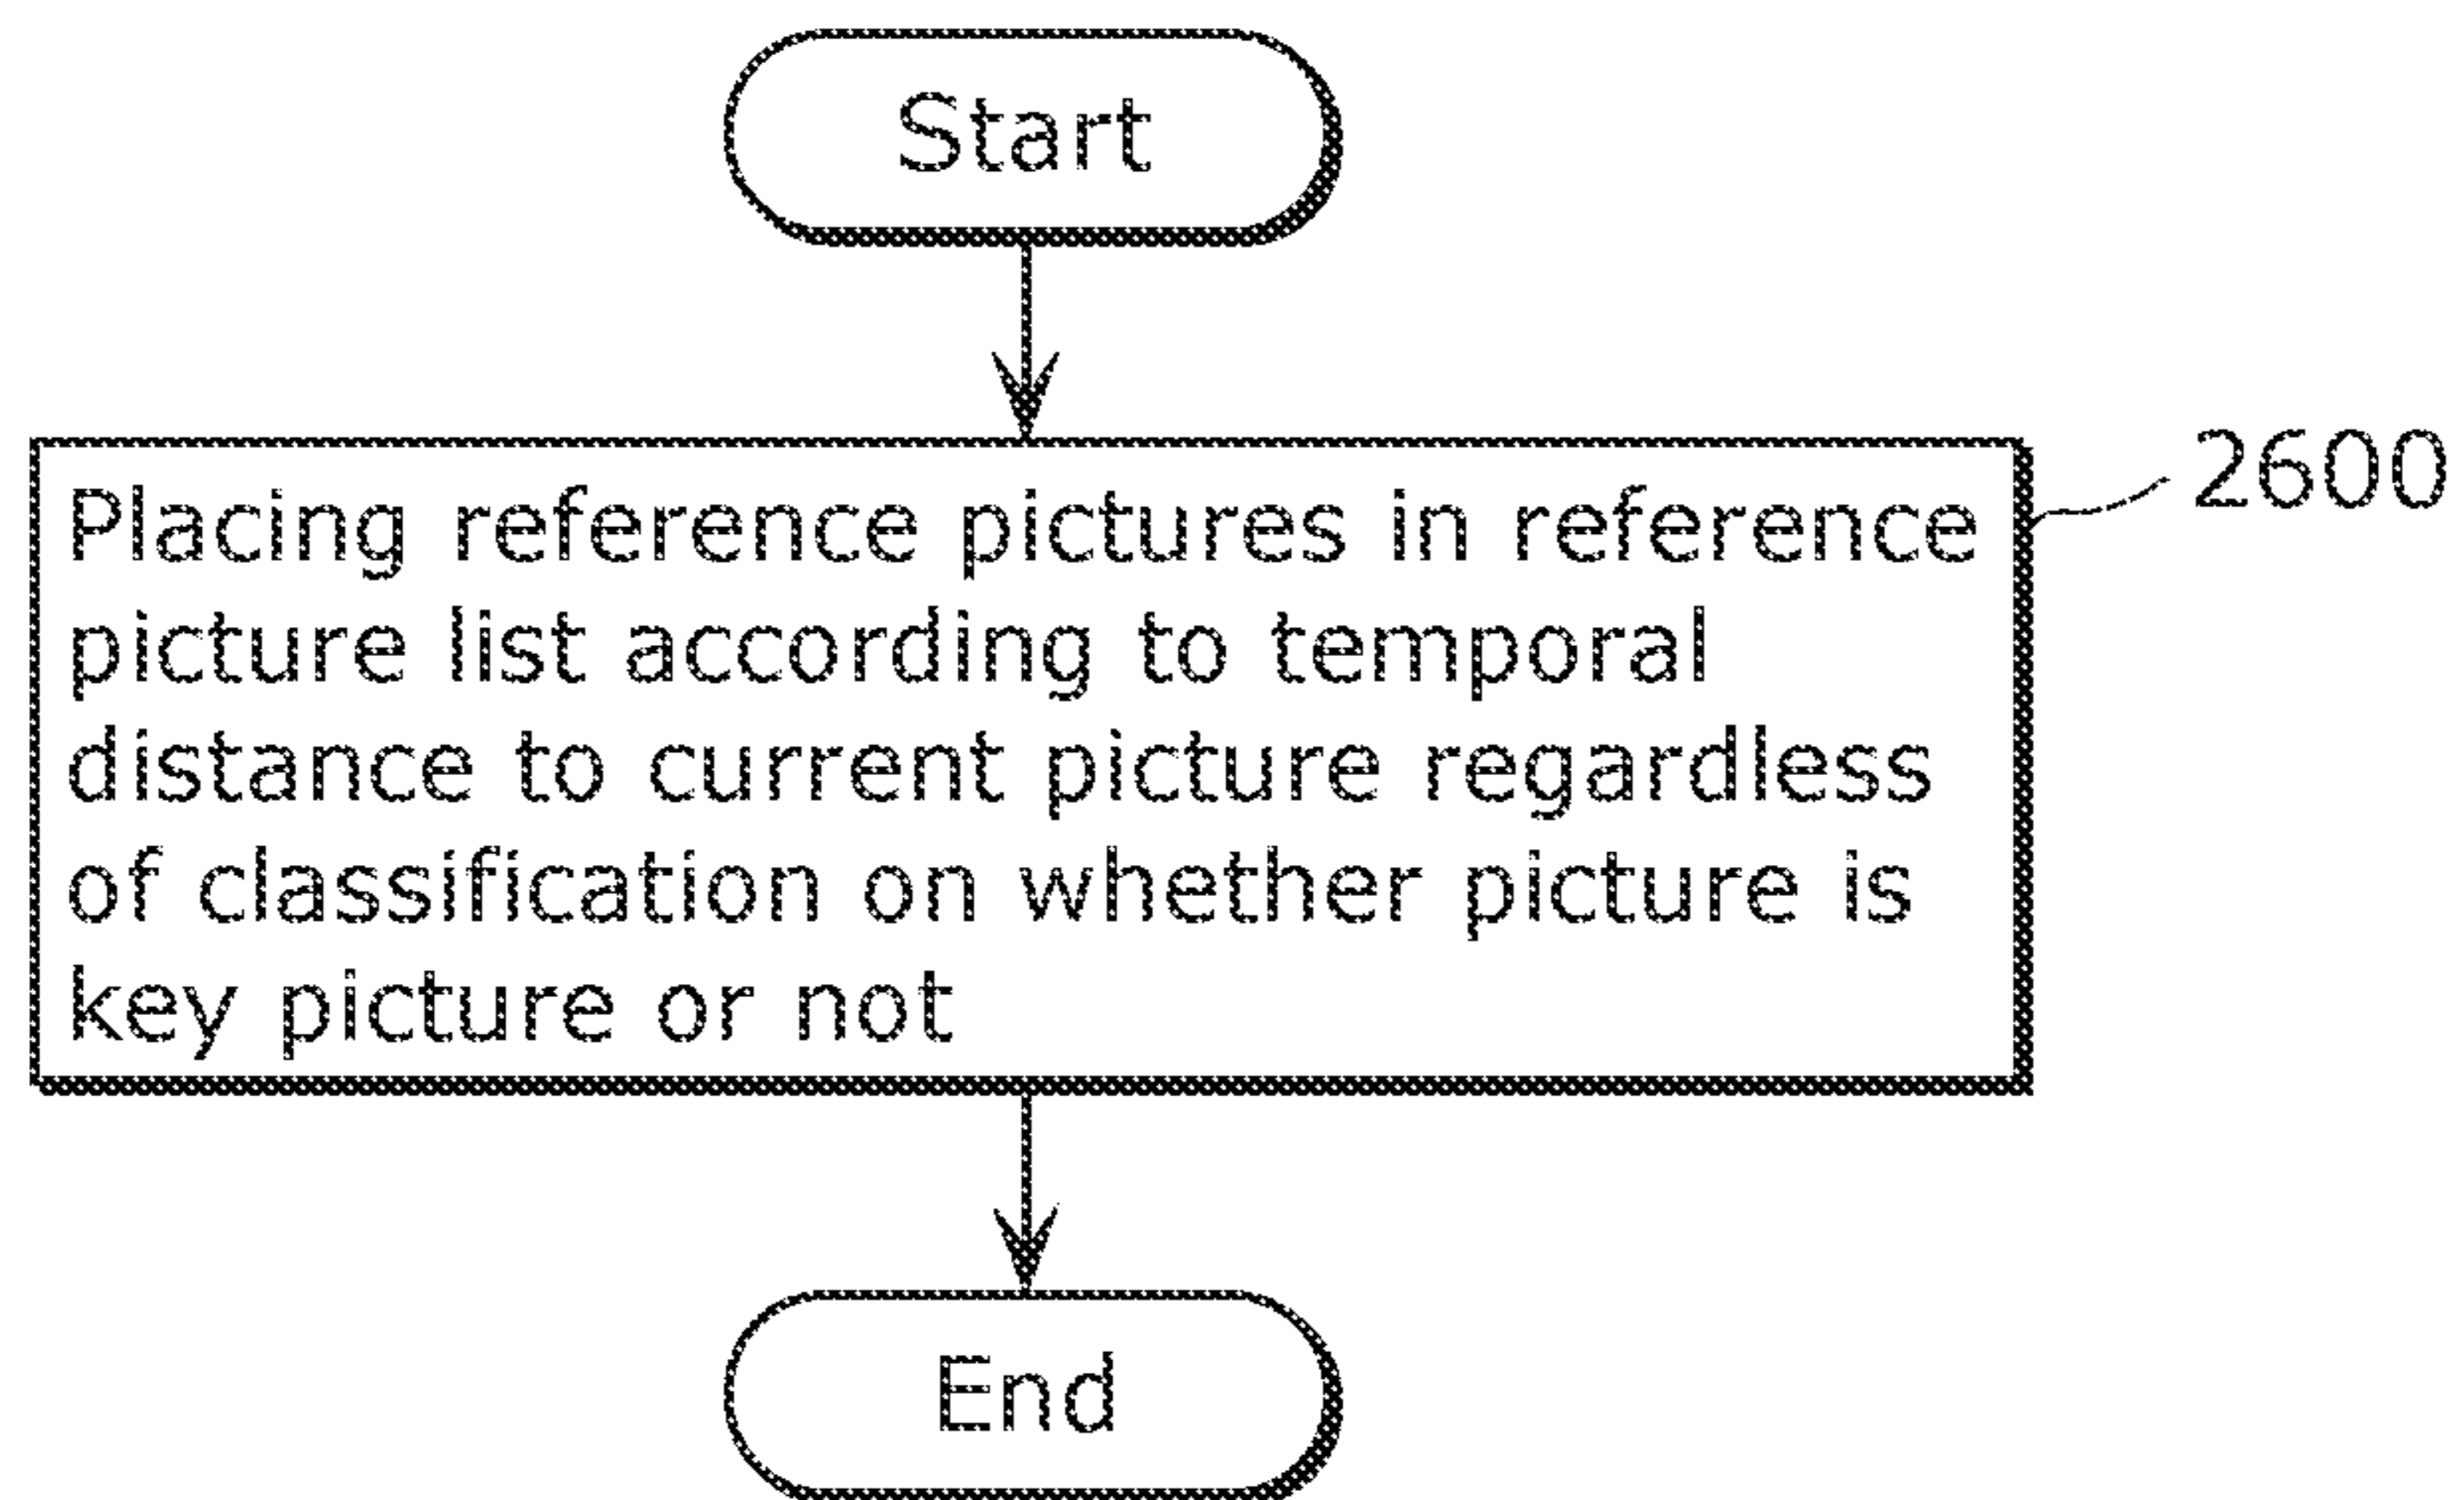 Start
2600
Placing reference pictures in reference
picture list according to temporal
distance to current picture regardless
of classification on whether picture is
key picture or not
End